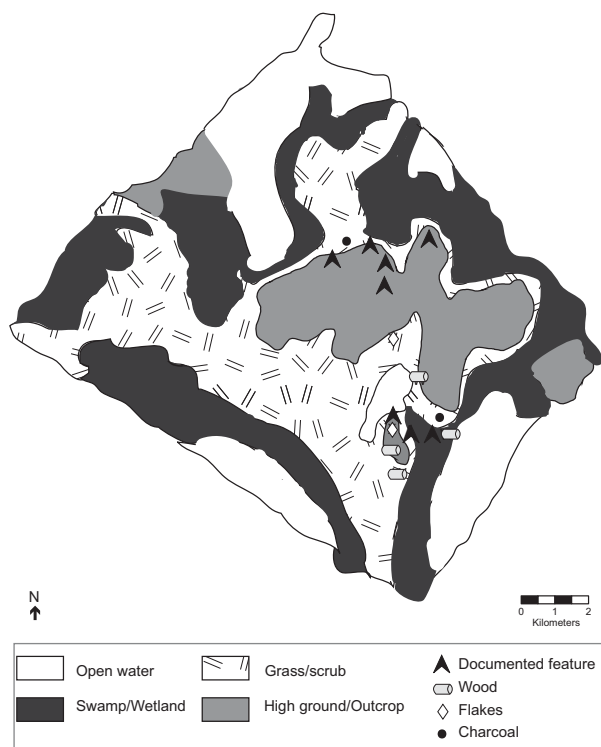 N
0 1 2
Kilometers
Open water
Grass/scrub
Documented feature
Wood
Swamp/Wetland
High ground/Outcrop
Flakes
Charcoal